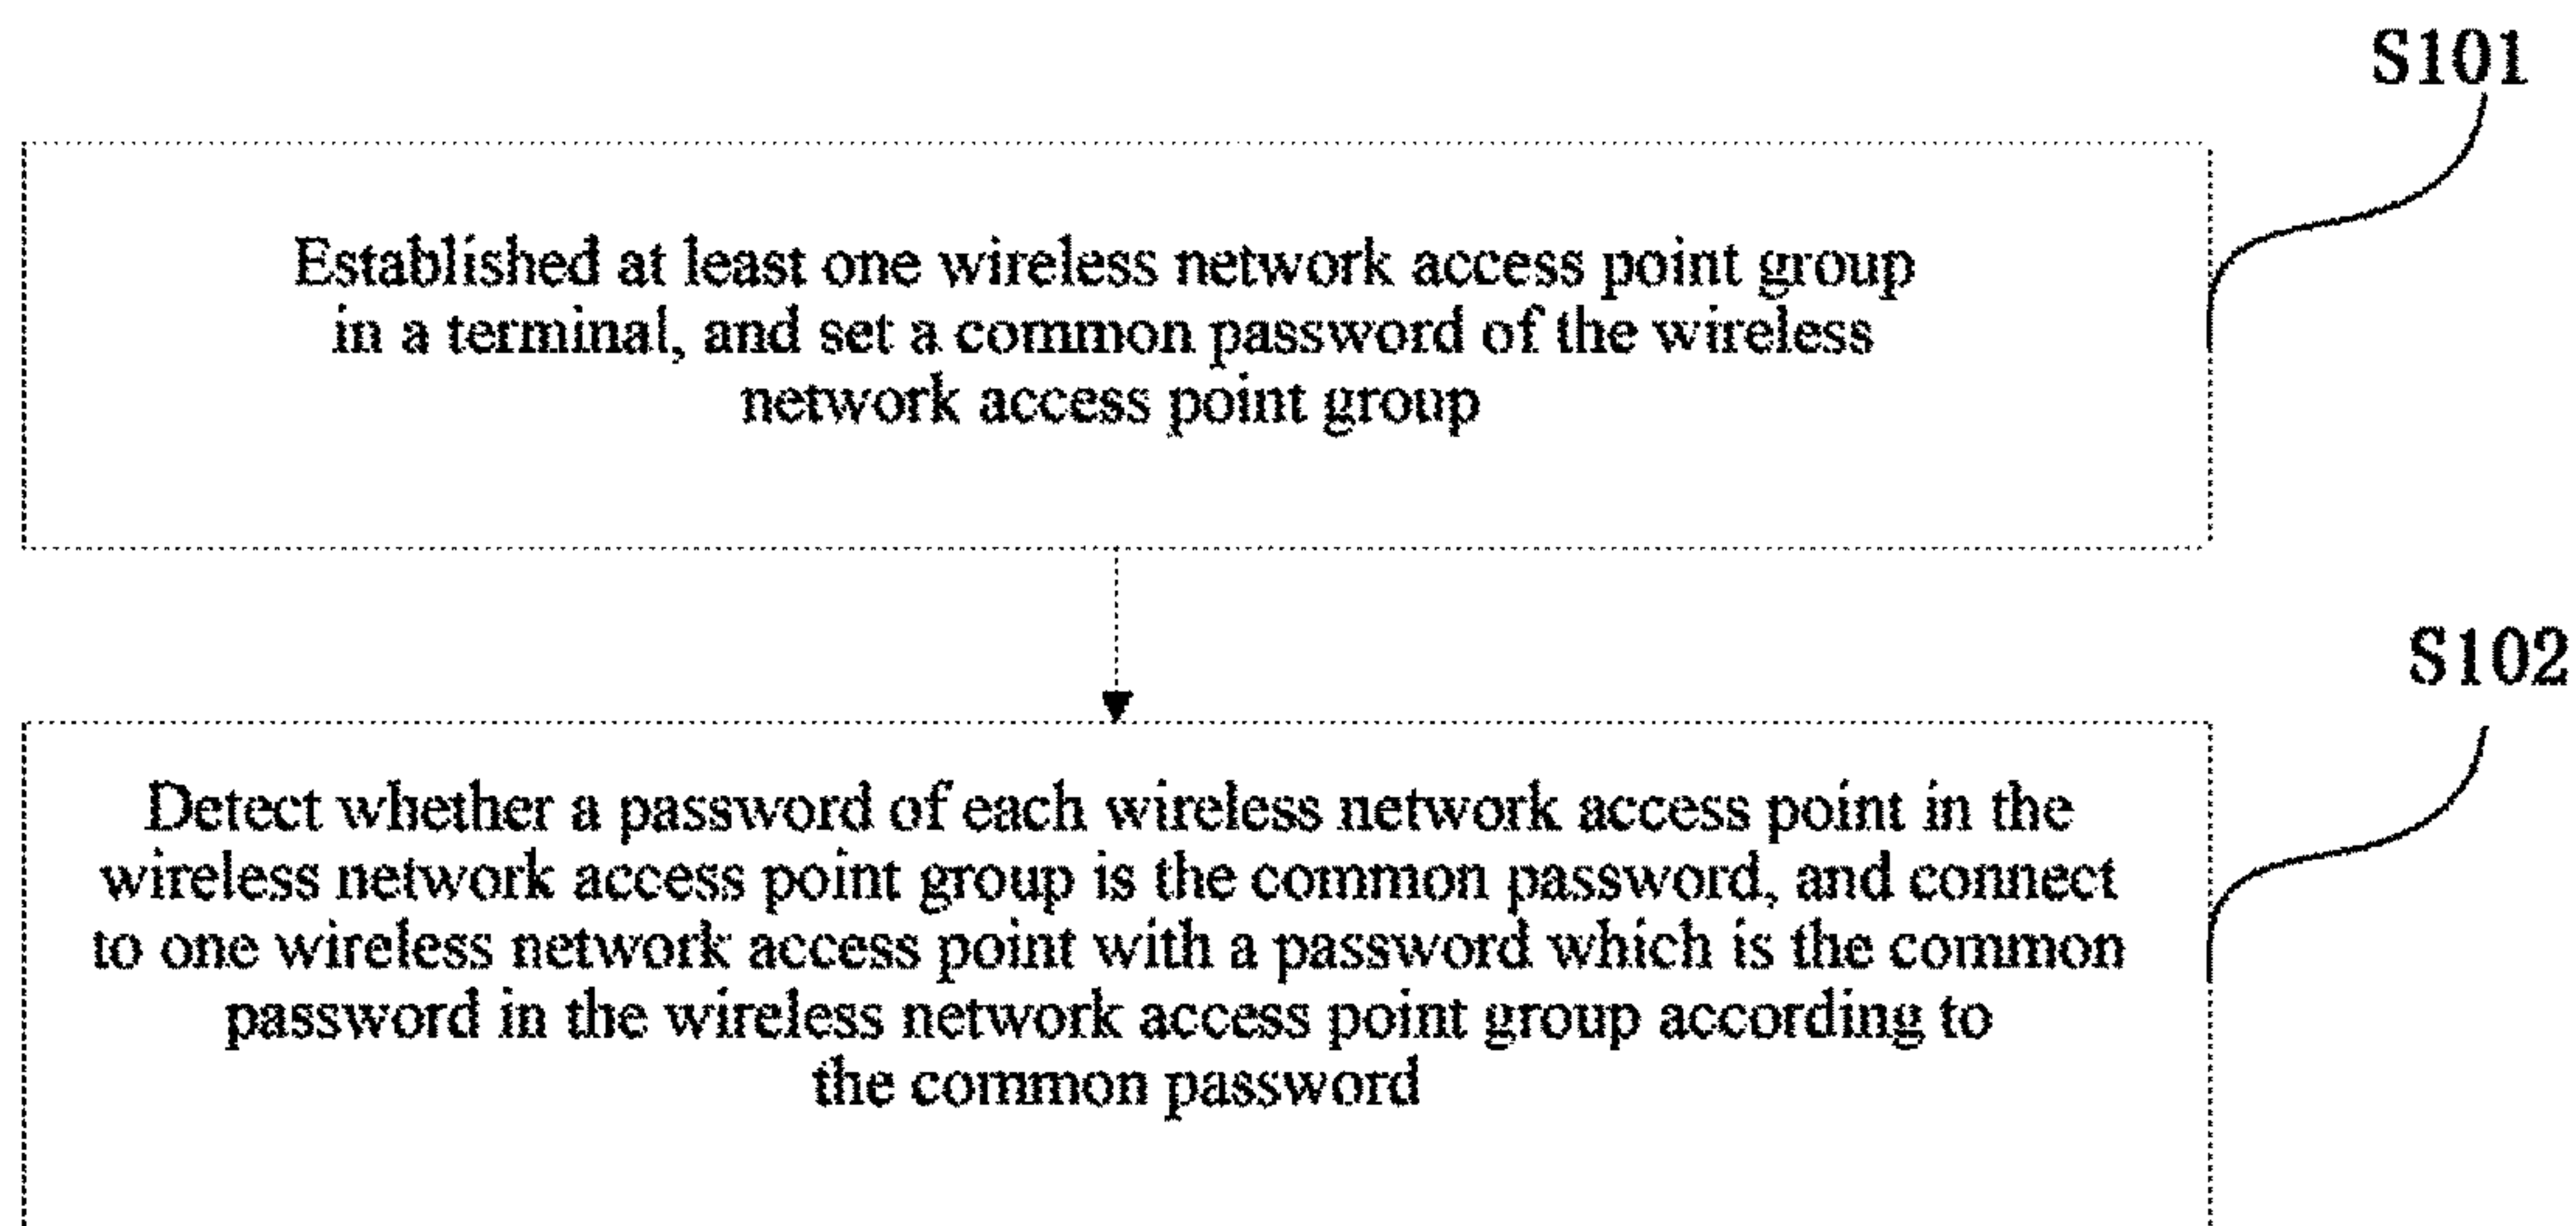 S101
Established at least one wireless network access point group
in a terminal, and set a common password of the wireless
network access point group
S102
Detect whether a password of each wireless network access point in the
wireless network access point group is the common password, and connect
to one wireless network access point with a password which is the common
password in the wireless network access point group according to
the common password